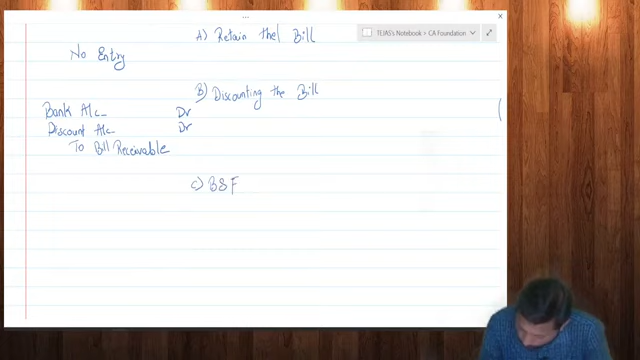 A) Retain the Bill
TEJAS's Notebook > CA Foundation
No Entry
B) Discounting the Bill
Bank A/c Dr
Discount A/c Dr
To Bill Receivable
c) BSF